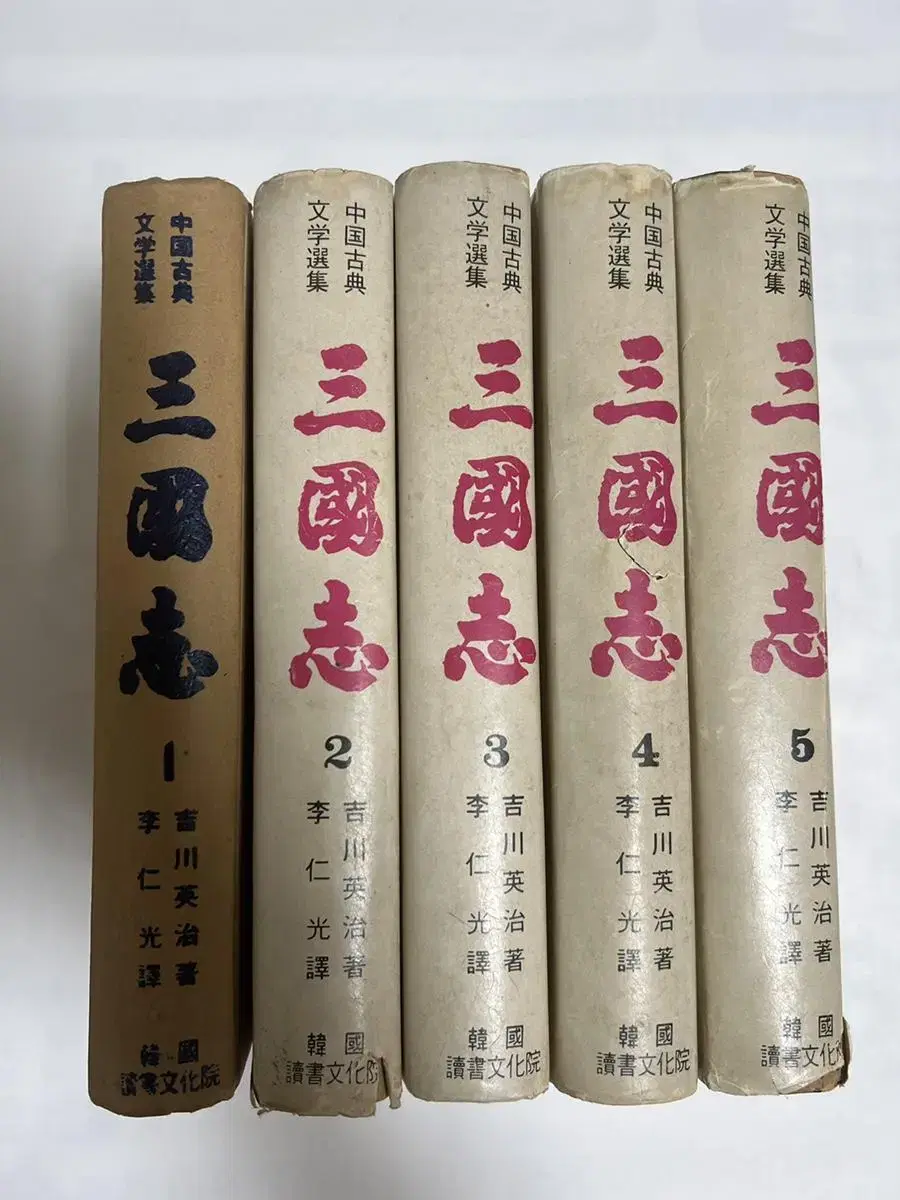 中国古典
文学選集
三國志
1
吉川英治著
李仁光譯
韓國
讀書文化院
中国古典
文学選集
三國志
2
吉川英治著
李仁光譯
韓國
讀書文化院
中国古典
文学選集
三國志
3
吉川英治著
李仁光譯
韓國
讀書文化院
中国古典
文学選集
三國志
4
吉川英治著
李仁光譯
韓國
讀書文化院
中国古典
文学選集
三國志
5
吉川英治著
李仁光譯
韓國
讀書文化院